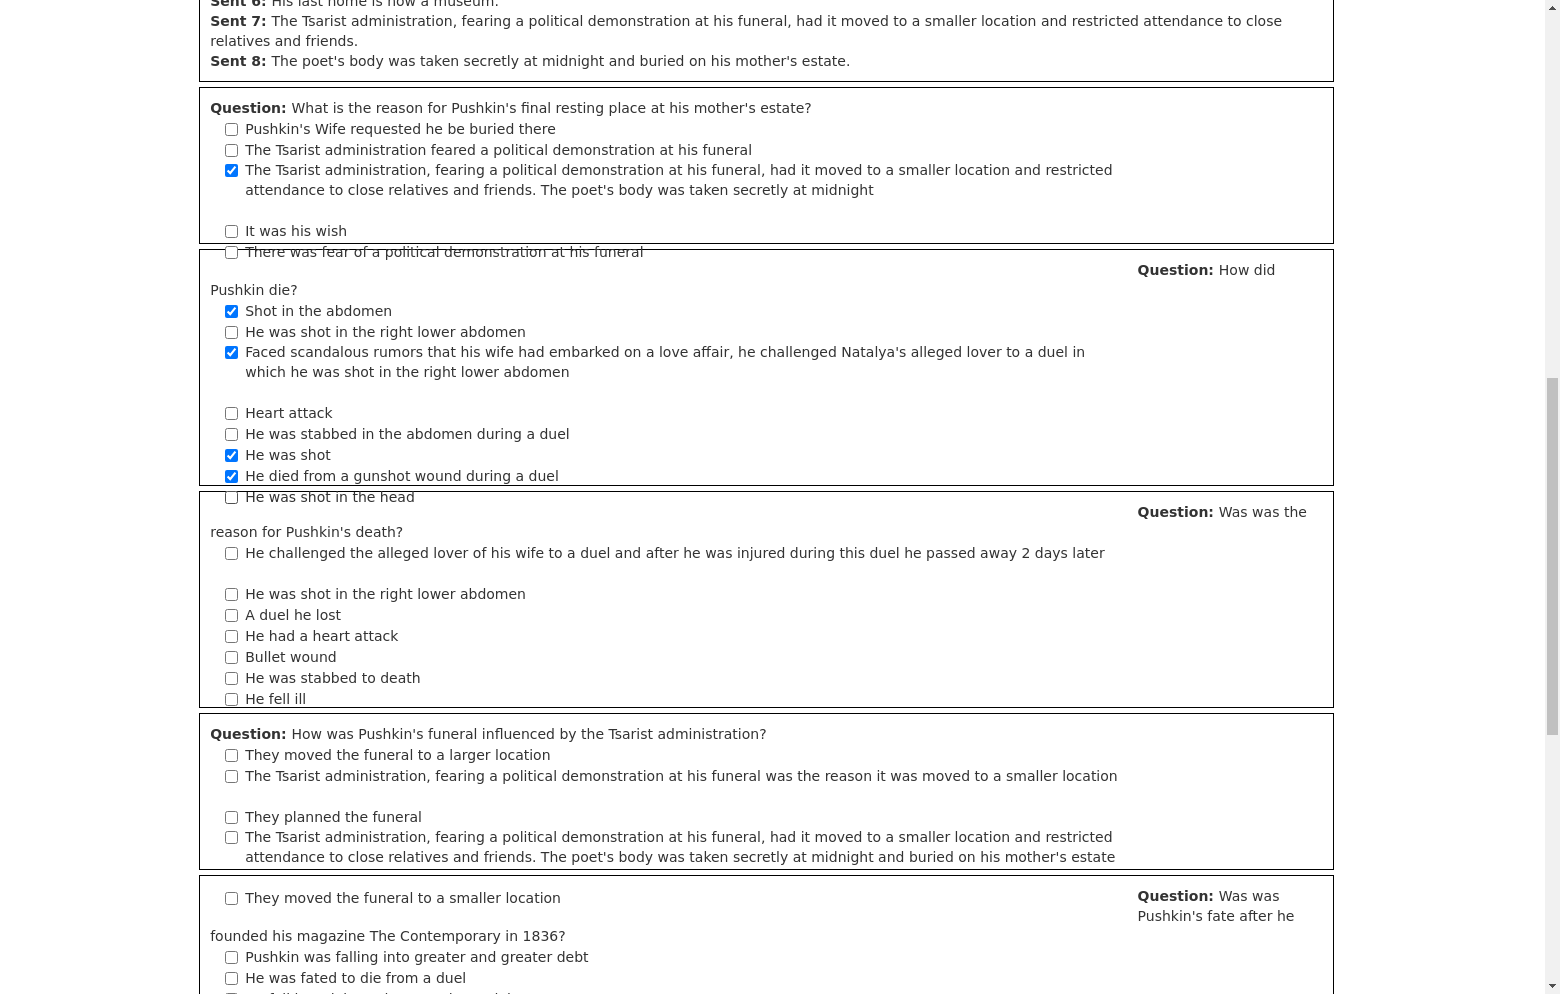 Sent 6: His last home is now a museum.
Sent 7: The Tsarist administration, fearing a political demonstration at his funeral, had it moved to a smaller location and restricted attendance to close
relatives and friends.
Sent 8: The poet's body was taken secretly at midnight and buried on his mother's estate.
Question: What is the reason for Pushkin's final resting place at his mother's estate?
Pushkin's Wife requested he be buried there
The Tsarist administration feared a political demonstration at his funeral
The Tsarist administration, fearing a political demonstration at his funeral, had it moved to a smaller location and restricted
attendance to close relatives and friends. The poet's body was taken secretly at midnight
It was his wish
There was fear of a political demonstration at his funeral
Question: How did
Pushkin die?
Shot in the abdomen
He was shot in the right lower abdomen
Faced scandalous rumors that his wife had embarked on a love affair, he challenged Natalya's alleged lover to a duel in
which he was shot in the right lower abdomen
Heart attack
He was stabbed in the abdomen during a duel
He was shot
He died from a gunshot wound during a duel
He was shot in the head
Question: Was was the
reason for Pushkin's death?
He challenged the alleged lover of his wife to a duel and after he was injured during this duel he passed away 2 days later
He was shot in the right lower abdomen
A duel he lost
He had a heart attack
Bullet wound
He was stabbed to death
He fell ill
Question: How was Pushkin's funeral influenced by the Tsarist administration?
They moved the funeral to a larger location
The Tsarist administration, fearing a political demonstration at his funeral was the reason it was moved to a smaller location
They planned the funeral
The Tsarist administration, fearing a political demonstration at his funeral, had it moved to a smaller location and restricted
attendance to close relatives and friends. The poet's body was taken secretly at midnight and buried on his mother's estate
They moved the funeral to a smaller location
Question: Was was
Pushkin's fate after he
founded his magazine The Contemporary in 1836?
Pushkin was falling into greater and greater debt
He was fated to die from a duel